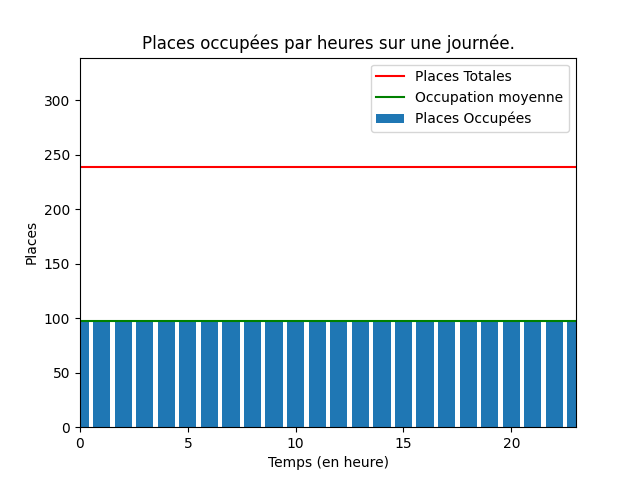 Places occupées par heures sur une journée.
Places Totales
Occupation moyenne
Places Occupées
300
250
200
150
100
50
0
Places
0 5 10 15 20
Temps (en heure)